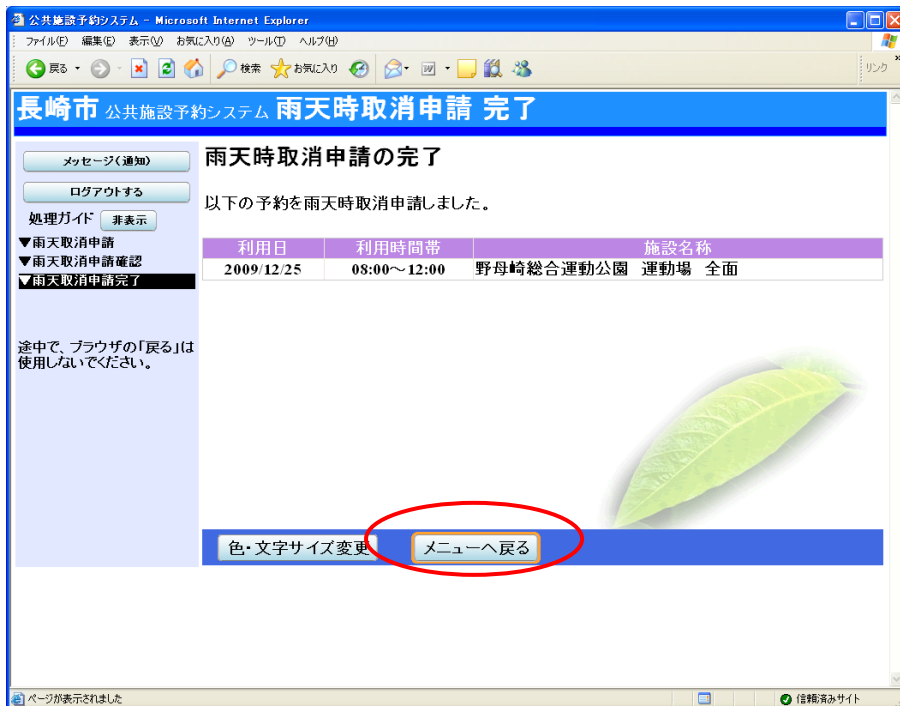 公共施設予約システム - Microsoft Internet Explorer
ファイル(F) 編集(E) 表示(V) お気に入り(A) ツール(T) ヘルプ(H)
戻る 検索 お気に入り リンク
長崎市 公共施設予約システム 雨天時取消申請 完了
メッセージ(通知)
ログアウトする
処理ガイド 非表示
▼雨天取消申請
▼雨天取消申請確認
▼雨天取消申請完了
途中で、ブラウザの「戻る」は
使用しないでください。
雨天時取消申請の完了
以下の予約を雨天時取消申請しました。
利用日 利用時間帯 施設名称
2009/12/25 08:00～12:00 野母崎総合運動公園 運動場 全面
色・文字サイズ変更 メニューへ戻る
ページが表示されました 信頼済みサイト